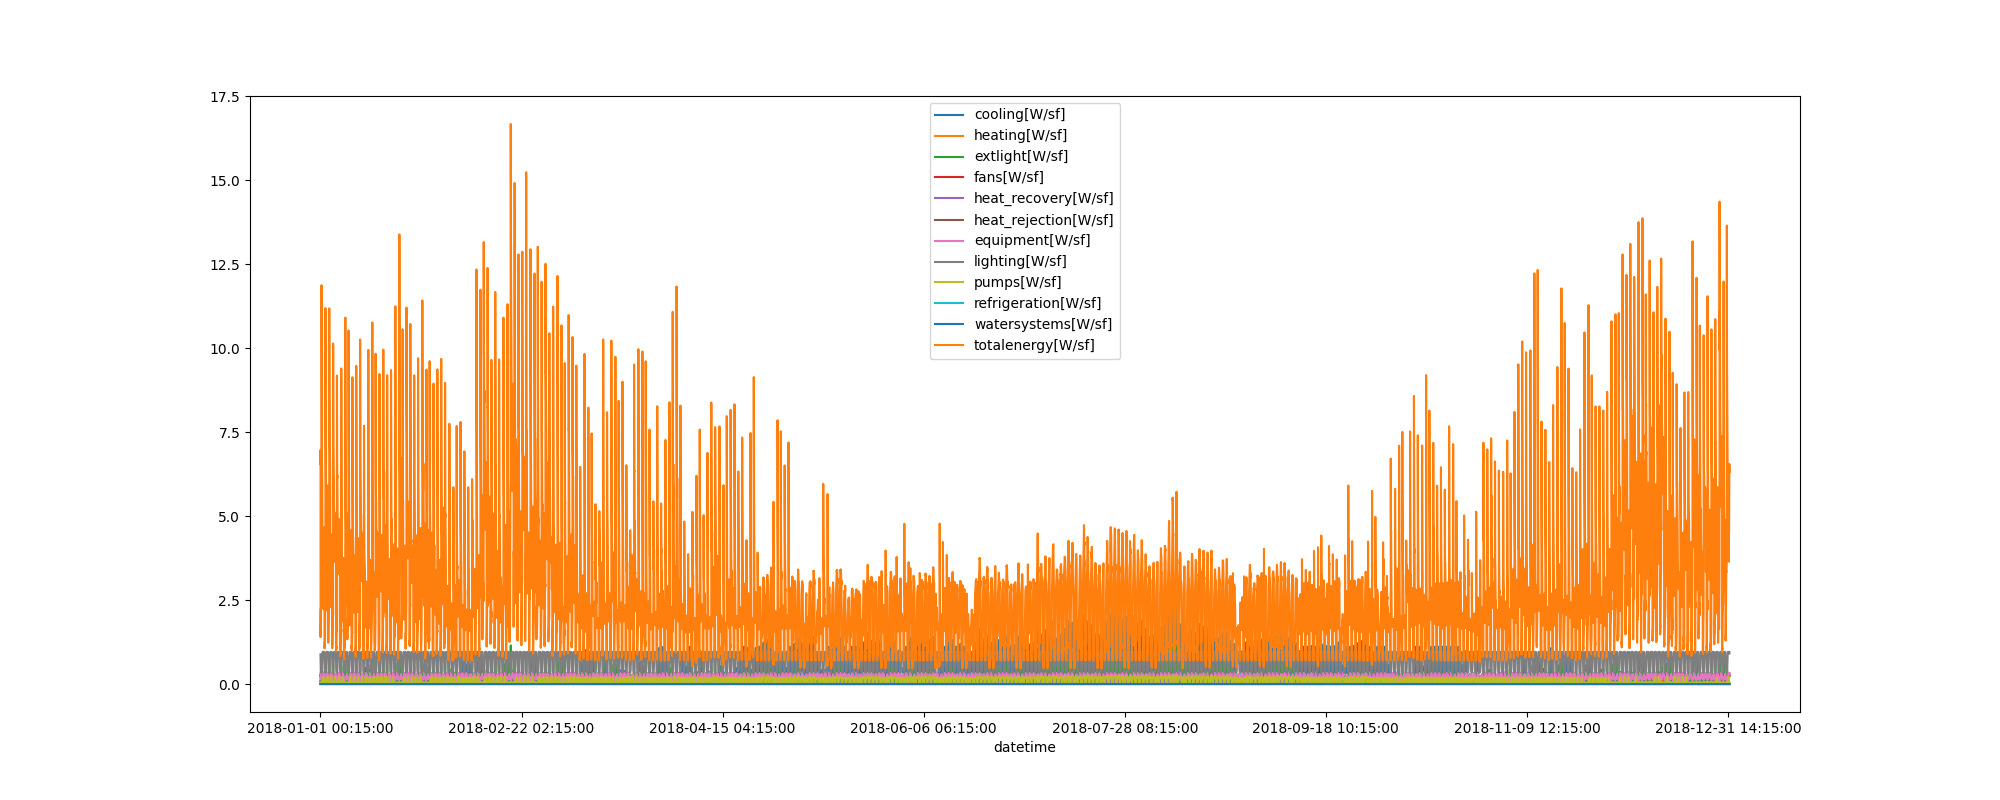 17.5
15.0
12.5
10.0
7.5
5.0
2.5
0.0
cooling[W/sf]
heating[W/sf]
extlight[W/sf]
fans[W/sf]
heat_recovery[W/sf]
heat_rejection[W/sf]
equipment[W/sf]
lighting[W/sf]
pumps[W/sf]
refrigeration[W/sf]
watersystems[W/sf]
totalenergy[W/sf]
2018-01-01 00:15:00 2018-02-22 02:15:00 2018-04-15 04:15:00 2018-06-06 06:15:00 2018-07-28 08:15:00 2018-09-18 10:15:00 2018-11-09 12:15:00 2018-12-31 14:15:00
datetime